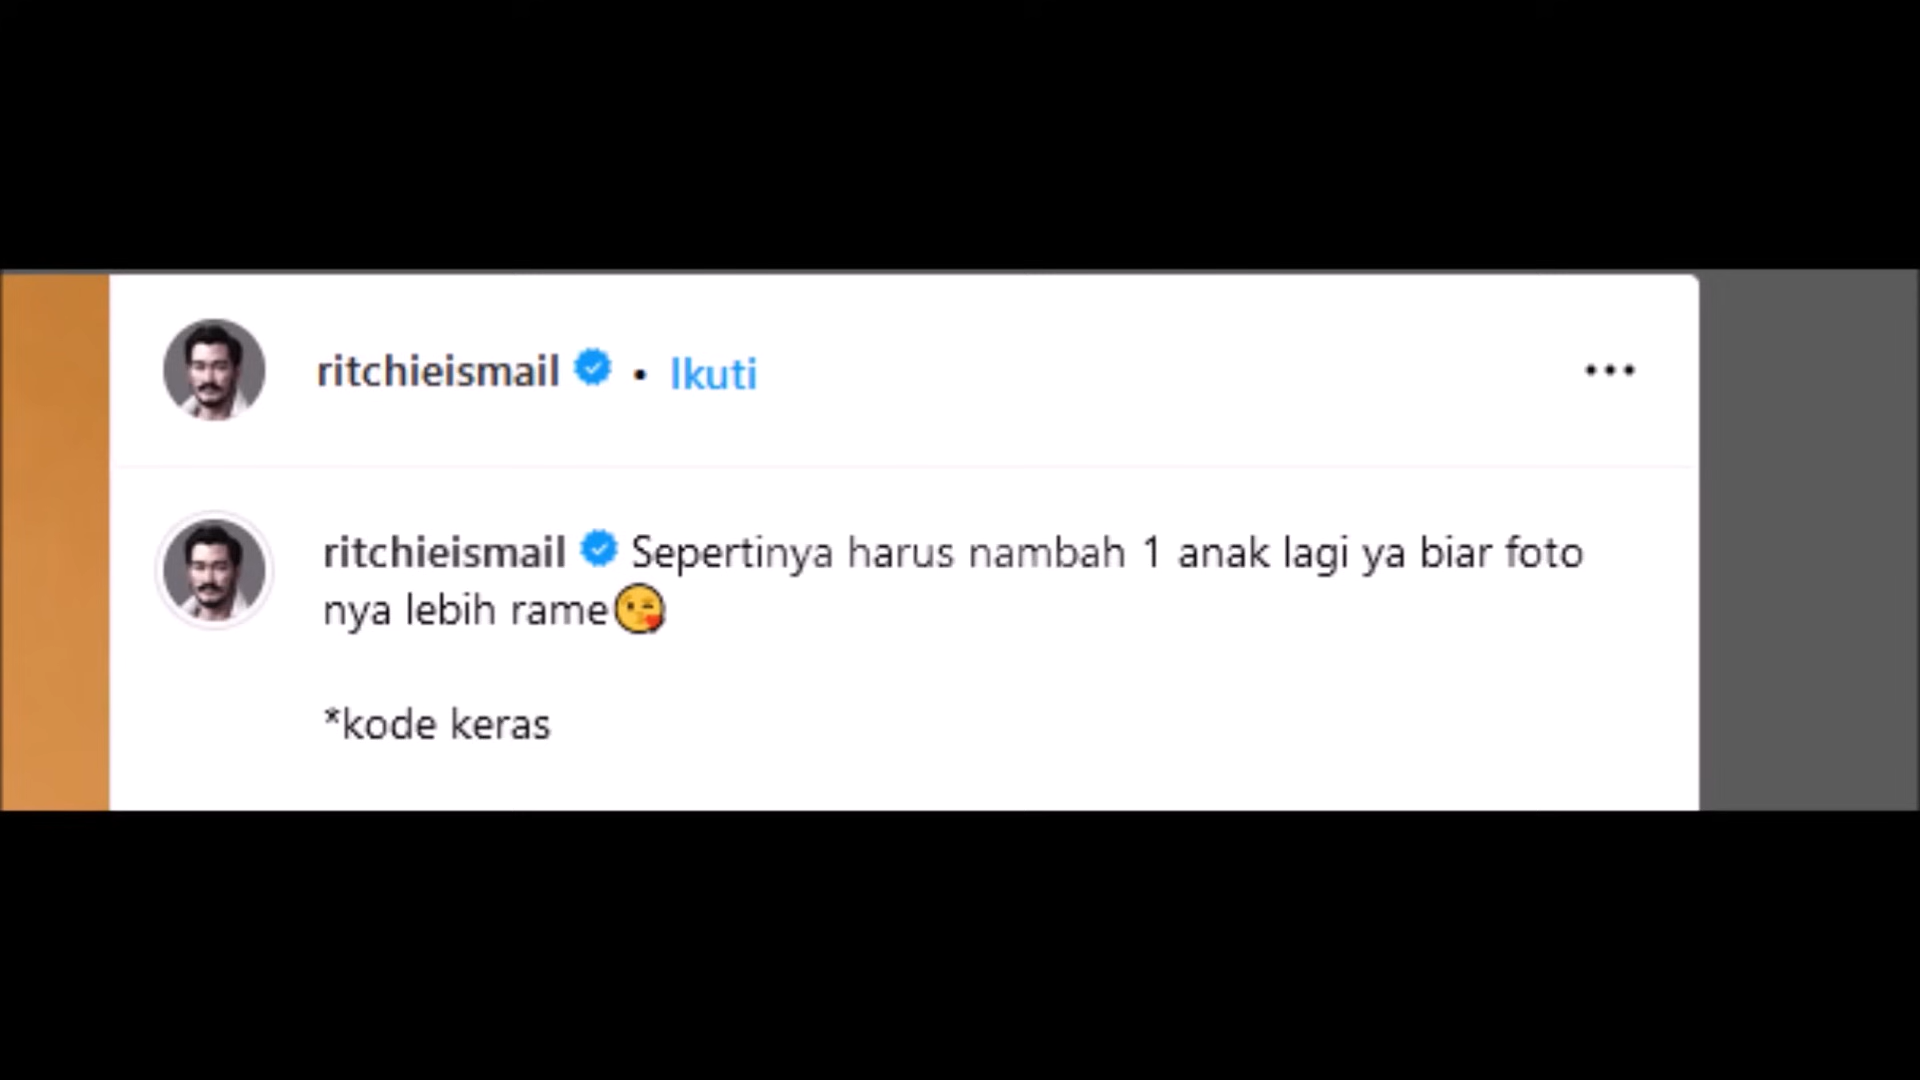 ritchieismail • Ikuti
ritchieismail Sepertinya harus nambah 1 anak lagi ya biar foto
nya lebih rame😘
*kode keras